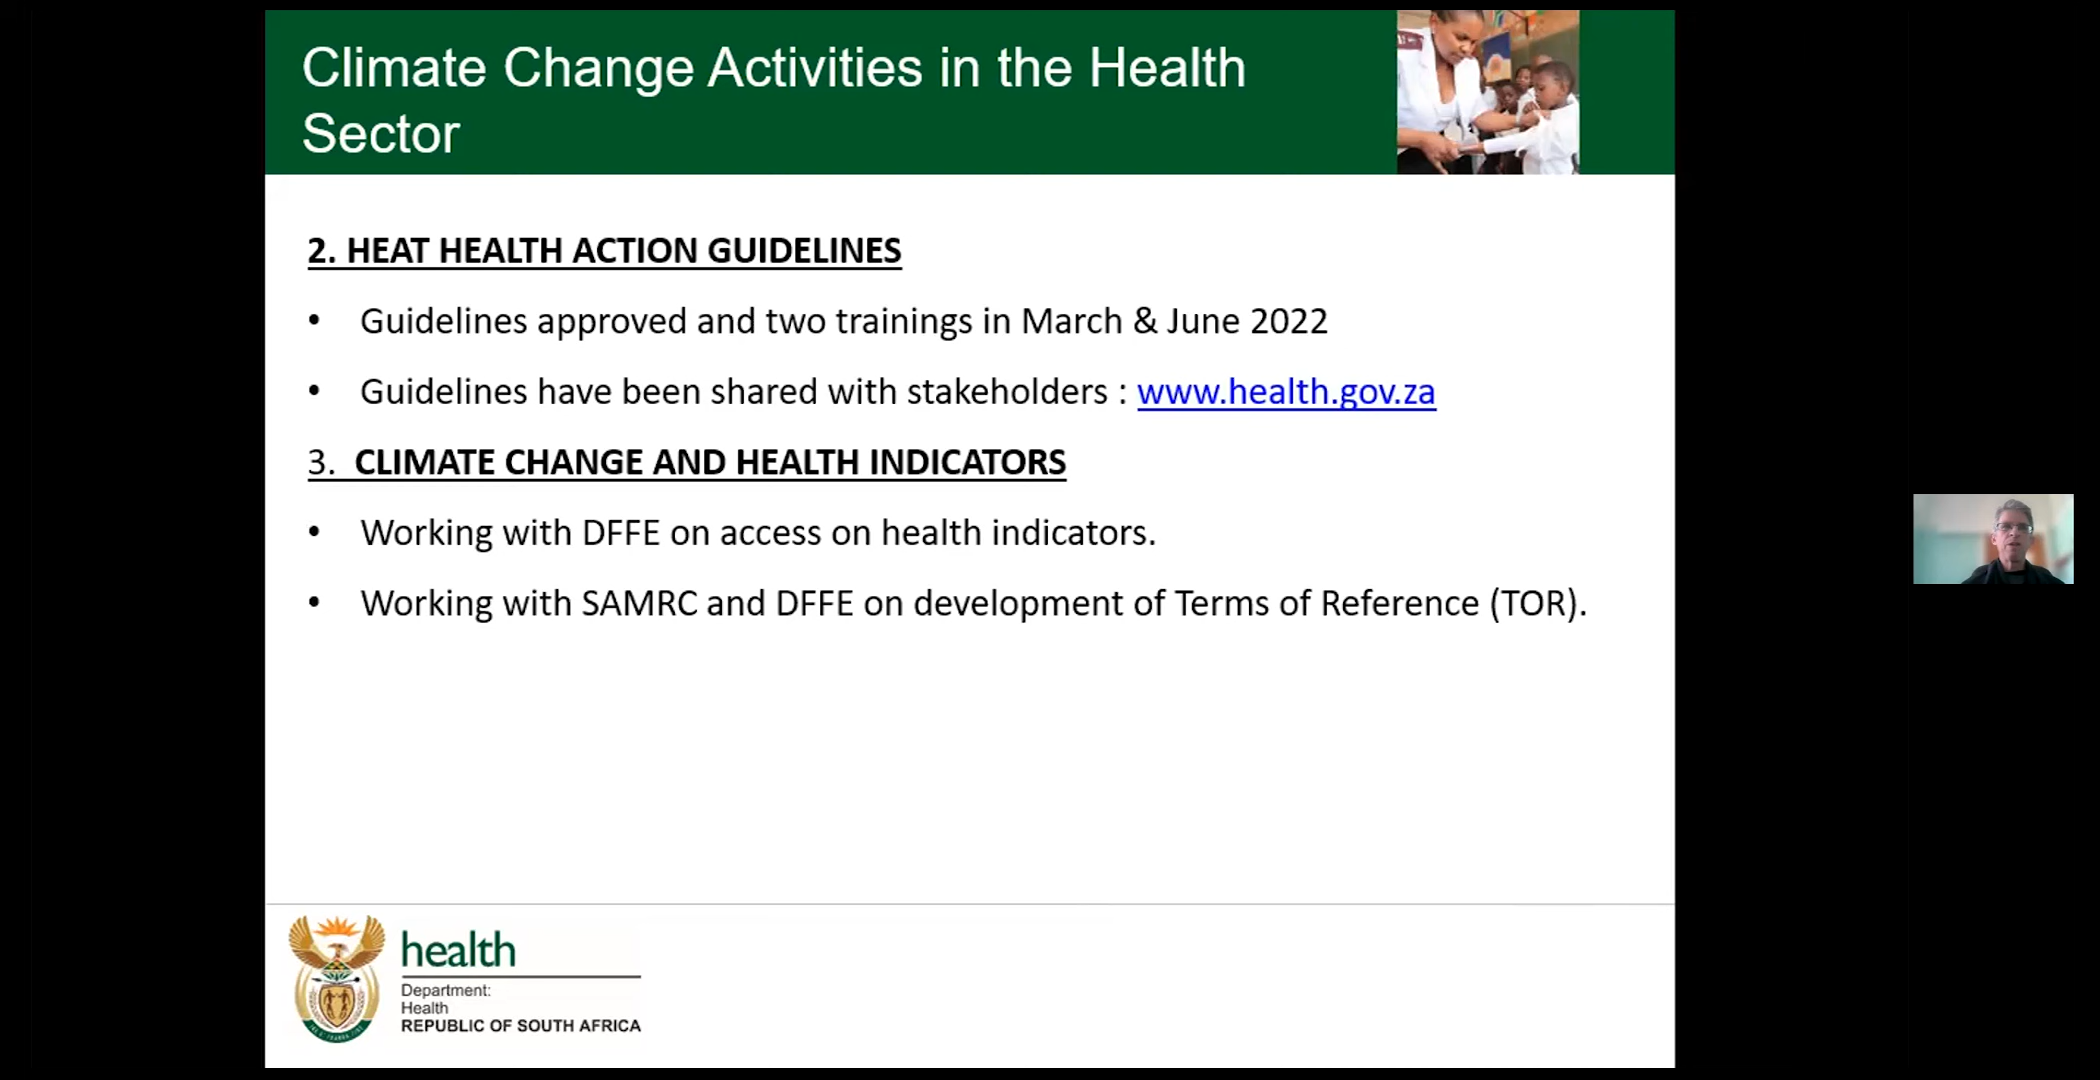 Climate Change Activities in the Health
Sector
2. HEAT HEALTH ACTION GUIDELINES
• Guidelines approved and two trainings in March & June 2022
• Guidelines have been shared with stakeholders : www.health.gov.za
3. CLIMATE CHANGE AND HEALTH INDICATORS
• Working with DFFE on access on health indicators.
• Working with SAMRC and DFFE on development of Terms of Reference (TOR).
health
Department:
Health
REPUBLIC OF SOUTH AFRICA